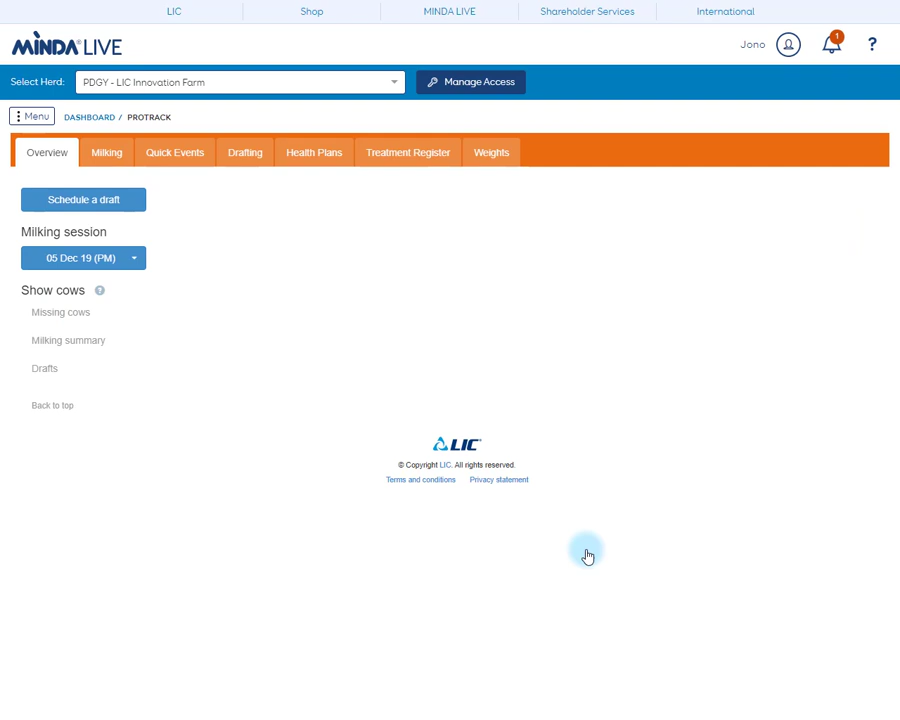 LIC Shop MINDA LIVE Shareholder Services International
MINDA® LIVE Jono 1 ?
Select Herd: PDGY - LIC Innovation Farm Manage Access
Menu DASHBOARD / PROTRACK
Overview Milking Quick Events Drafting Health Plans Treatment Register Weights
Schedule a draft
Milking session
05 Dec 19 (PM)
Show cows ?
Missing cows
Milking summary
Drafts
Back to top
LIC
© Copyright LIC. All rights reserved.
Terms and conditions Privacy statement